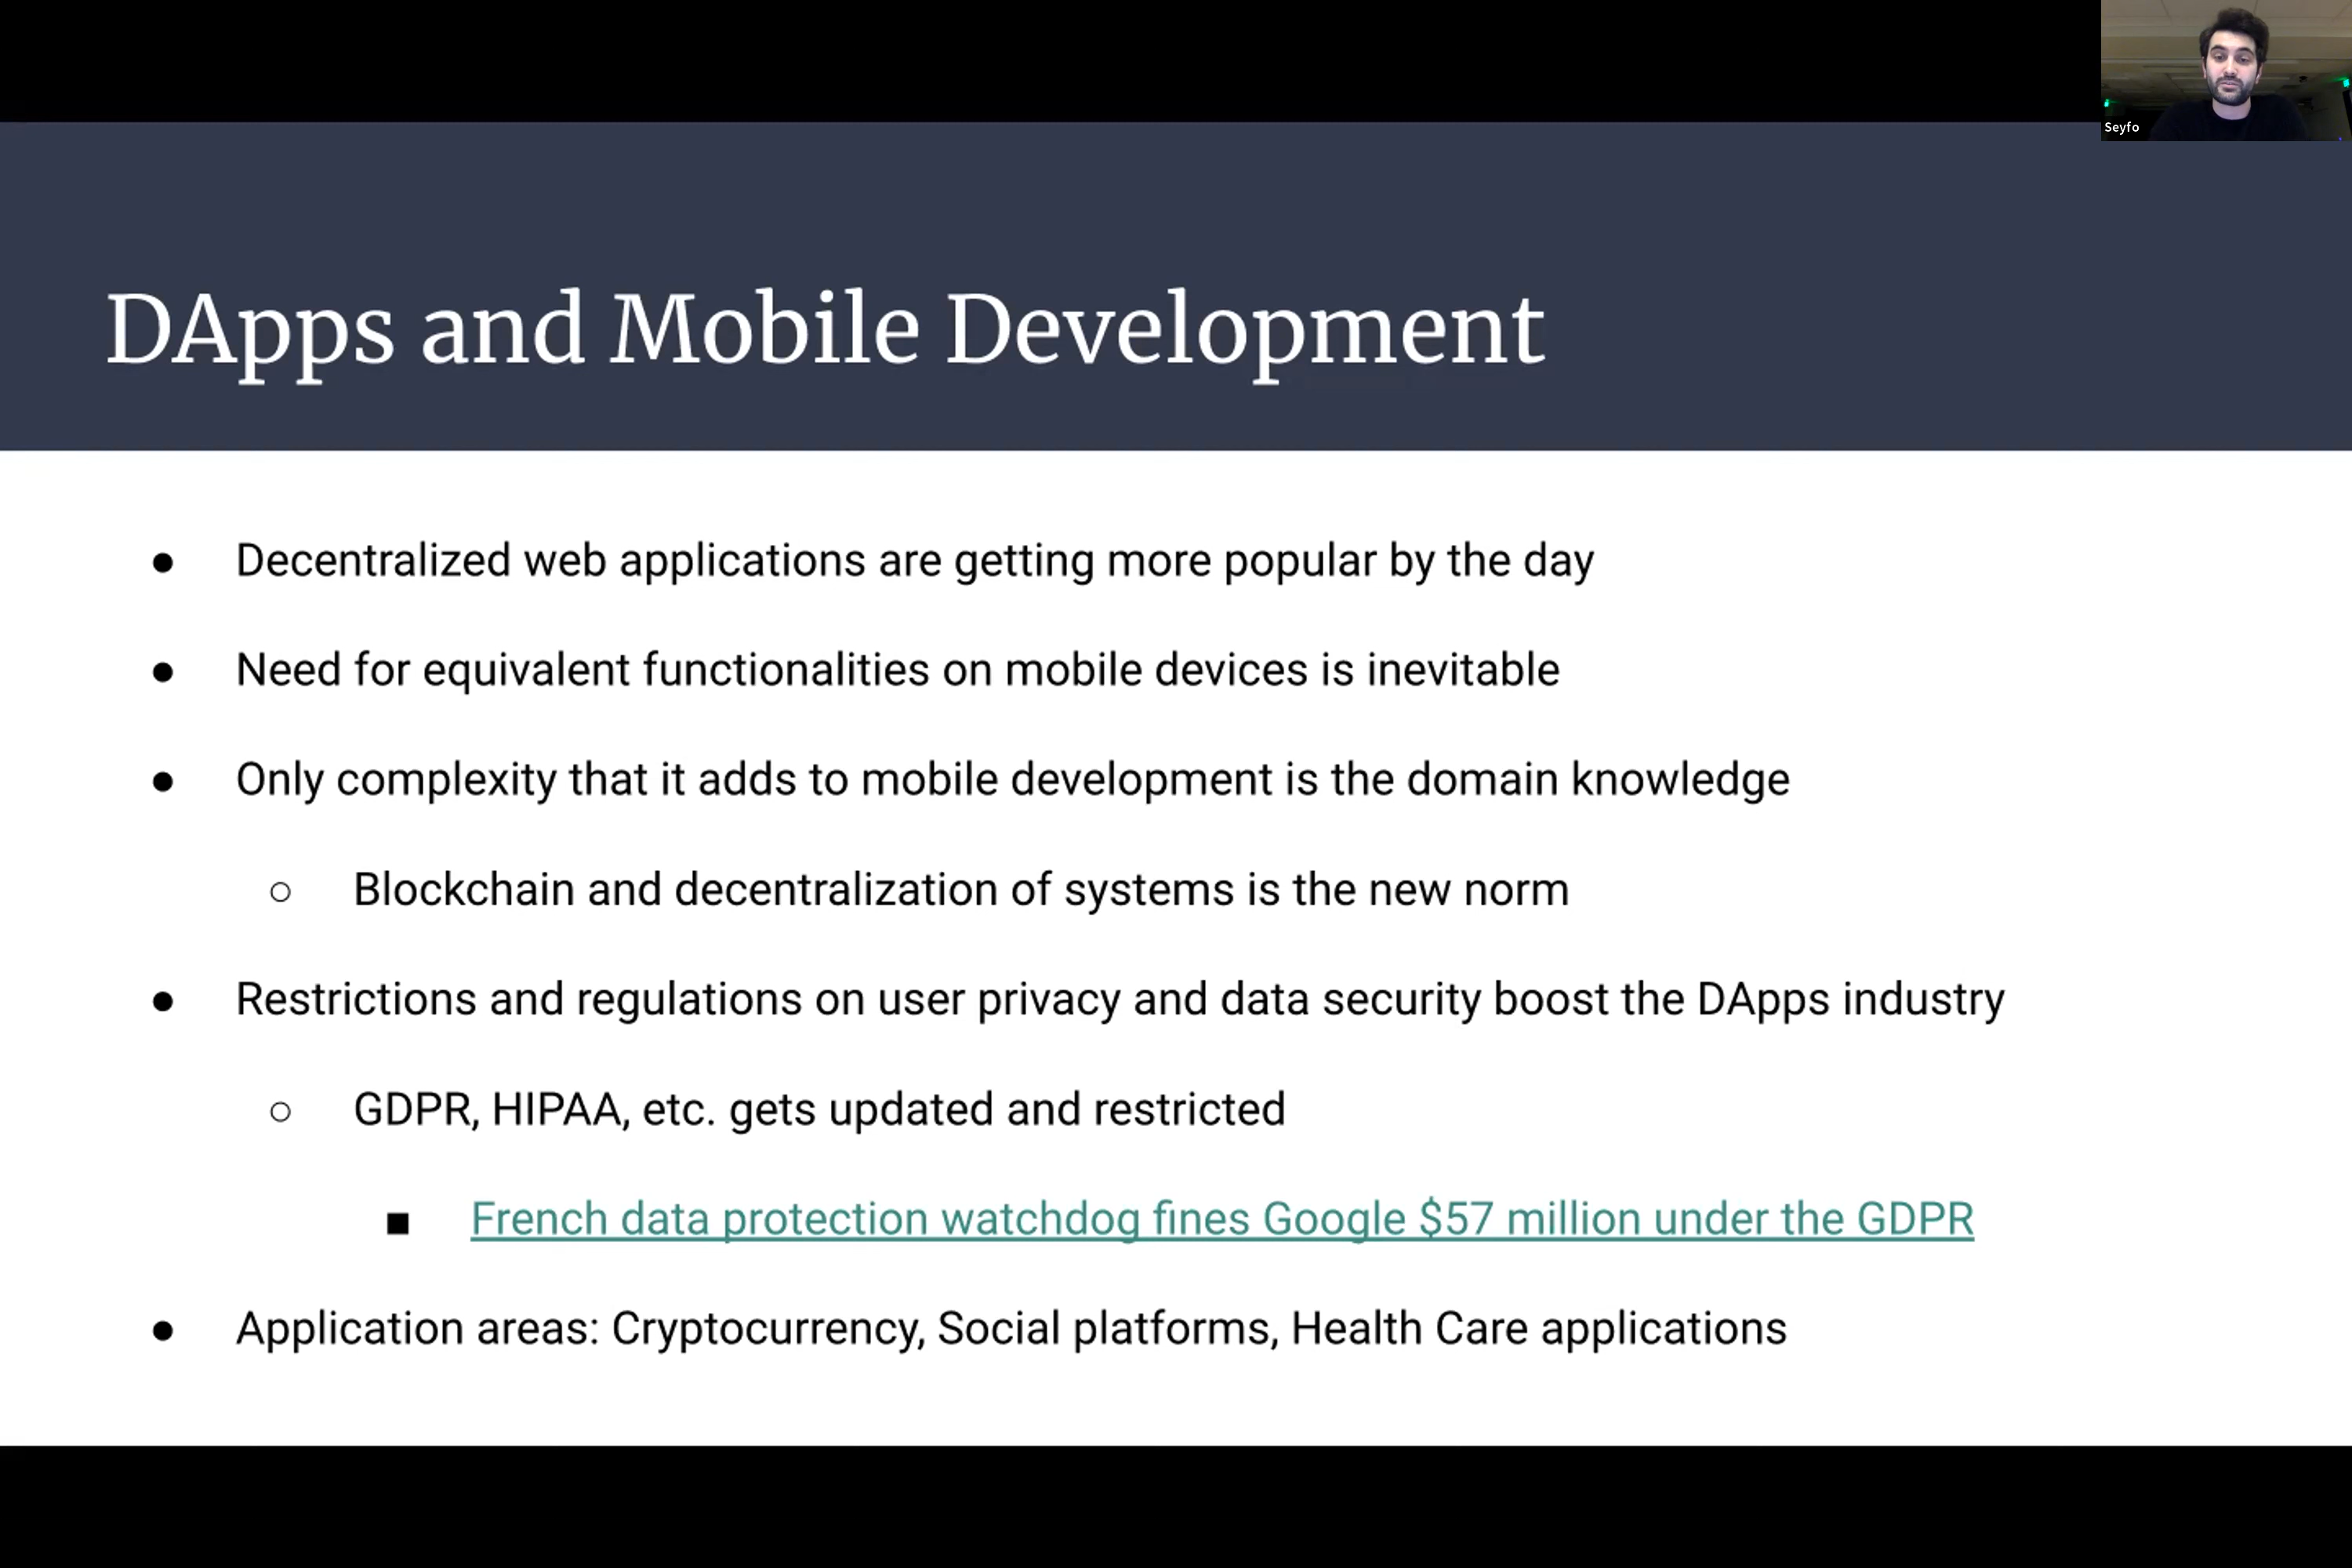 Seyfo
DApps and Mobile Development
● Decentralized web applications are getting more popular by the day
● Need for equivalent functionalities on mobile devices is inevitable
● Only complexity that it adds to mobile development is the domain knowledge
○ Blockchain and decentralization of systems is the new norm
● Restrictions and regulations on user privacy and data security boost the DApps industry
○ GDPR, HIPAA, etc. gets updated and restricted
■ French data protection watchdog fines Google $57 million under the GDPR
● Application areas: Cryptocurrency, Social platforms, Health Care applications